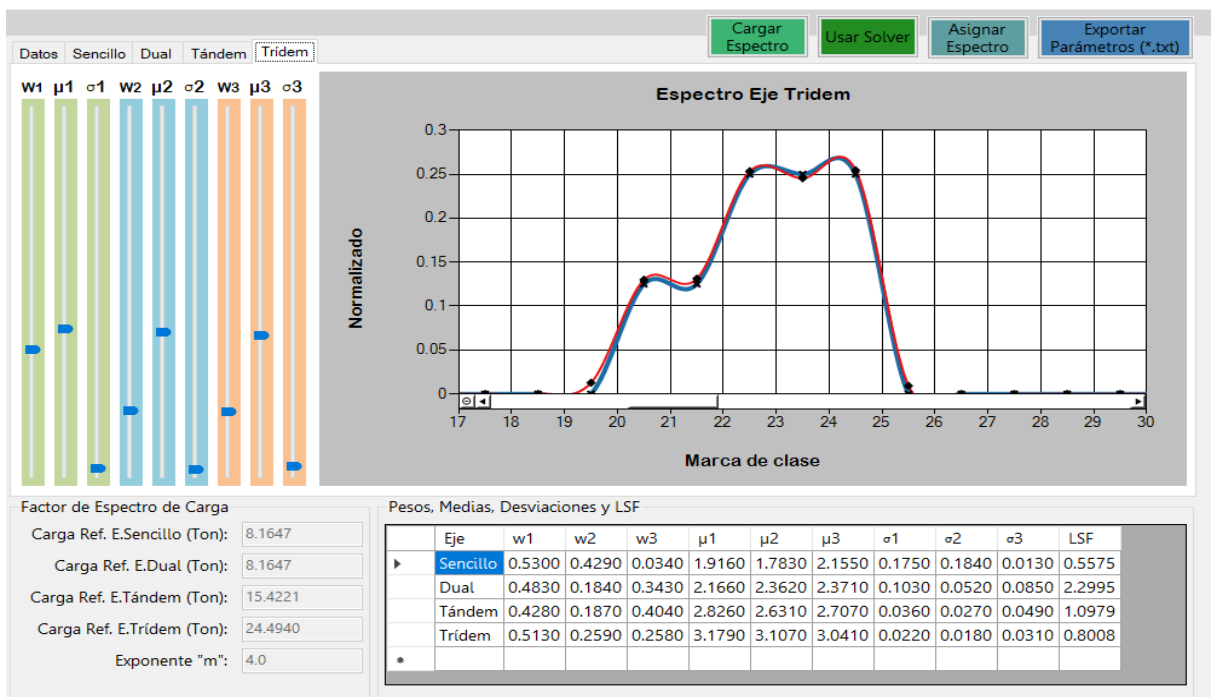 Cargar Espectro
Usar Solver
Asignar Espectro
Exportar Parámetros (*.txt)
Datos Sencillo Dual Tándem Trídem
w1 µ1 σ1 w2 µ2 σ2 w3 µ3 σ3
Espectro Eje Tridem
Normalizado
0.3
0.25
0.2
0.15
0.1
0.05
0
17 18 19 20 21 22 23 24 25 26 27 28 29 30
Marca de clase
Factor de Espectro de Carga
Carga Ref. E.Sencillo (Ton): 8.1647
Carga Ref. E.Dual (Ton): 8.1647
Carga Ref. E.Tándem (Ton): 15.4221
Carga Ref. E.Trídem (Ton): 24.4940
Exponente "m": 4.0
Pesos, Medias, Desviaciones y LSF
Eje w1 w2 w3 µ1 µ2 µ3 σ1 σ2 σ3 LSF
Sencillo 0.5300 0.4290 0.0340 1.9160 1.7830 2.1550 0.1750 0.1840 0.0130 0.5575
Dual 0.4830 0.1840 0.3430 2.1660 2.3620 2.3710 0.1030 0.0520 0.0850 2.2995
Tándem 0.4280 0.1870 0.4040 2.8260 2.6310 2.7070 0.0360 0.0270 0.0490 1.0979
Trídem 0.5130 0.2590 0.2580 3.1790 3.1070 3.0410 0.0220 0.0180 0.0310 0.8008